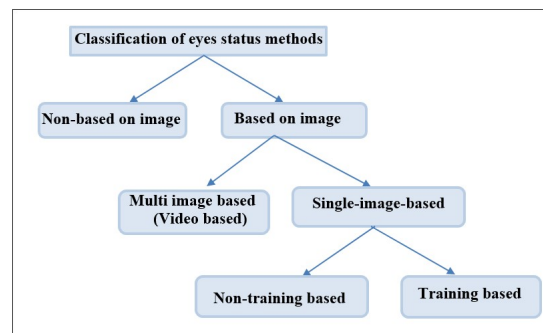 Classification of eyes status methods
Non-based on image
Based on image
Multi image based
(Video based)
Single-image-based
Non-training based
Training based